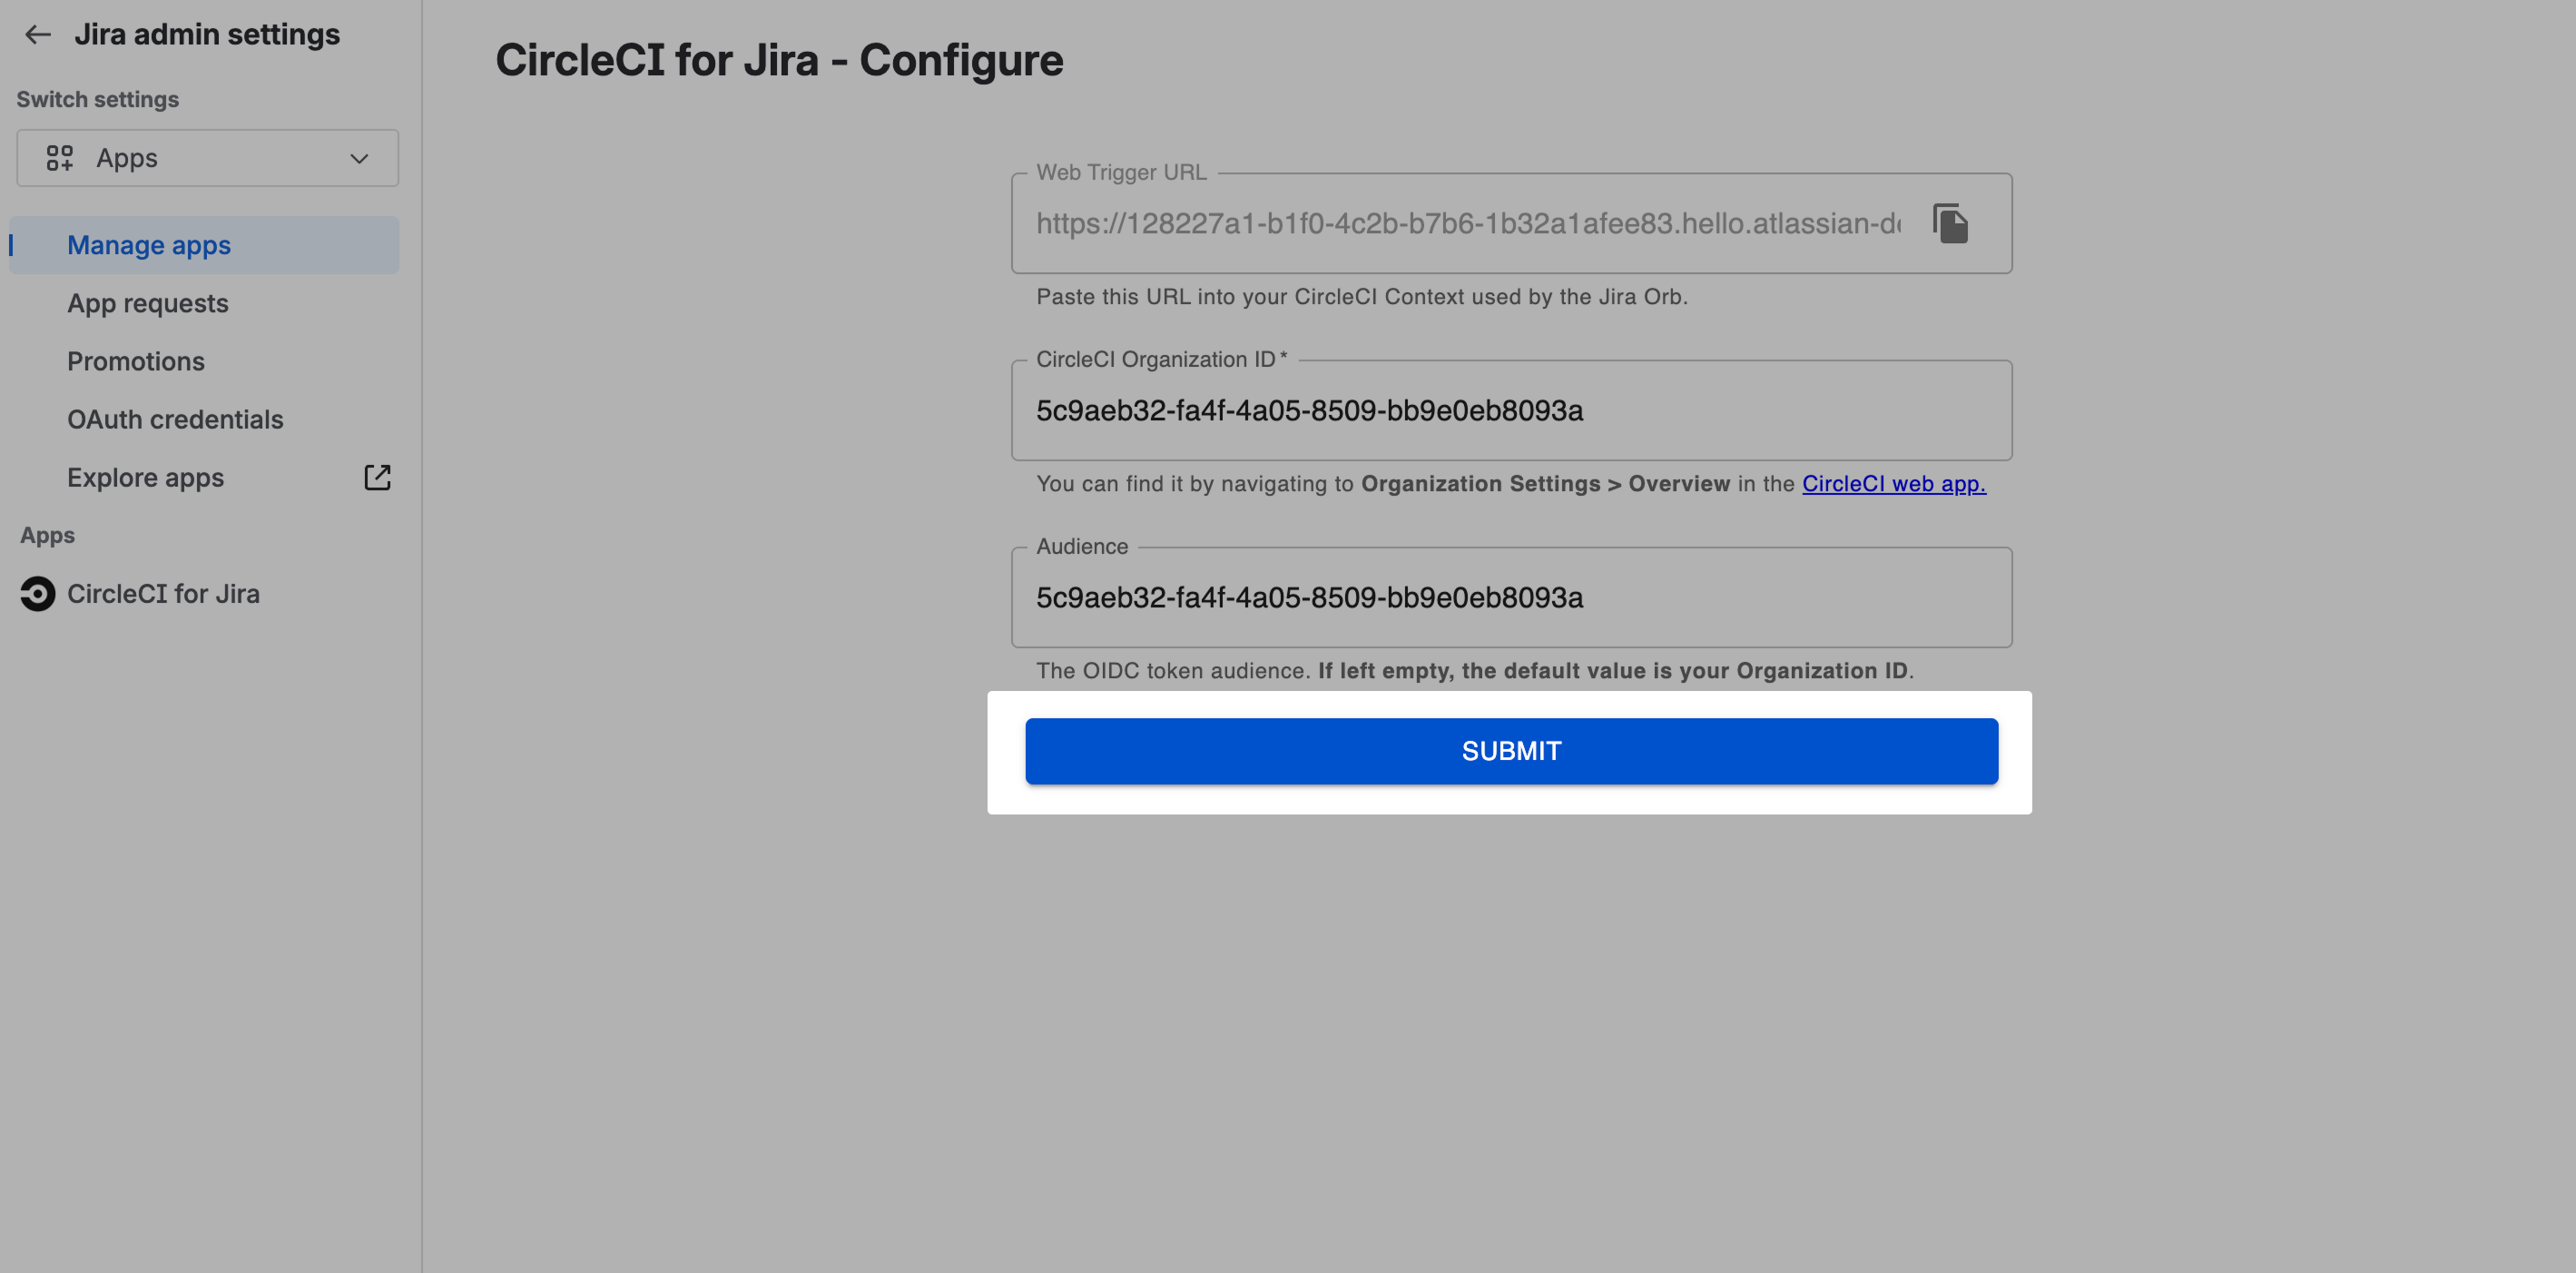 Jira admin settings
Switch settings
Apps
Manage apps
App requests
Promotions
OAuth credentials
Explore apps
Apps
CircleCI for Jira
CircleCI for Jira - Configure
Web Trigger URL
https://128227a1-b1f0-4c2b-b7b6-1b32a1afee83.hello.atlassian-d
Paste this URL into your CircleCI Context used by the Jira Orb.
CircleCI Organization ID*
5c9aeb32-fa4f-4a05-8509-bb9e0eb8093a
You can find it by navigating to Organization Settings > Overview in the CircleCI web app.
Audience
5c9aeb32-fa4f-4a05-8509-bb9e0eb8093a
The OIDC token audience. If left empty, the default value is your Organization ID.
SUBMIT